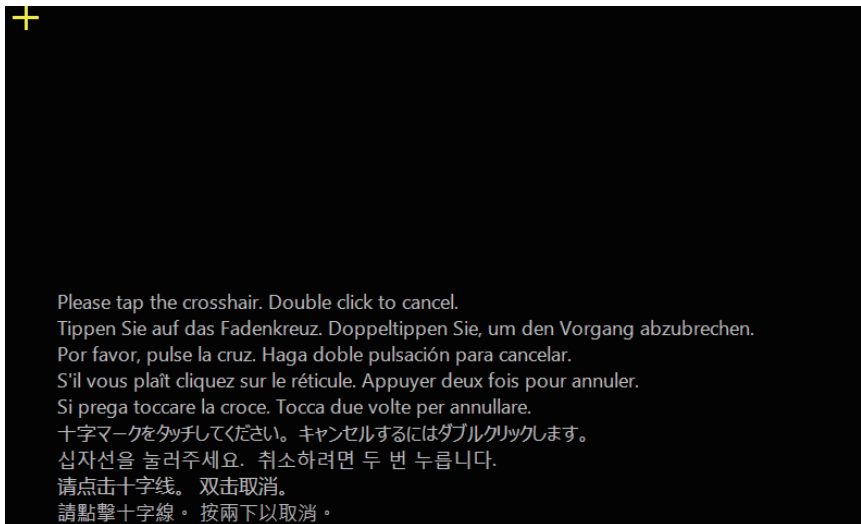 Please tap the crosshair. Double click to cancel.
Tippen Sie auf das Fadenkreuz. Doppeltippen Sie, um den Vorgang abzubrechen.
Por favor, pulse la cruz. Haga doble pulsación para cancelar.
S'il vous plaît cliquez sur le réticule. Appuyer deux fois pour annuler.
Si prega toccare la croce. Tocca due volte per annullare.
十字マークをタッチしてください。キャンセルするにはダブルクリックします。
십자선을 눌러주세요. 취소하려면 두 번 누릅니다.
请点击十字线。 双击取消。
請點擊十字線。按兩下以取消。